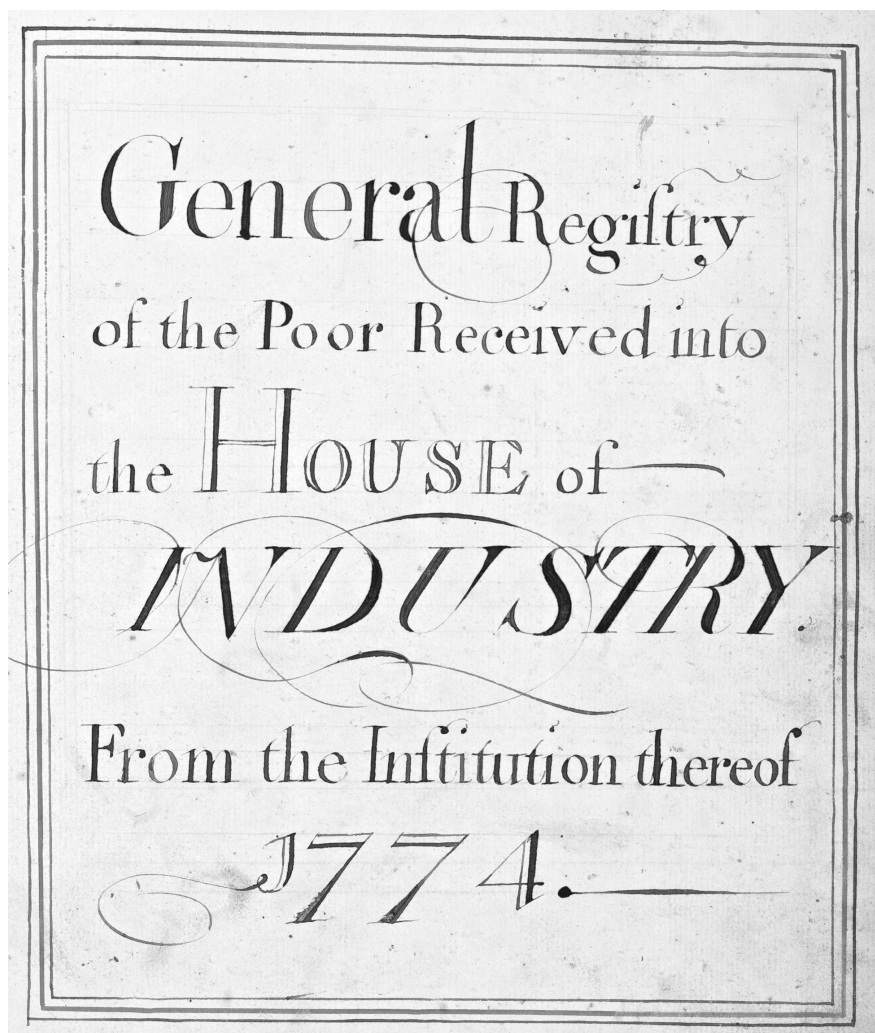 General Regiſtry
of the Poor Received into
the HOUSE of
INDUSTRY.
From the Inſtitution thereof
1774.